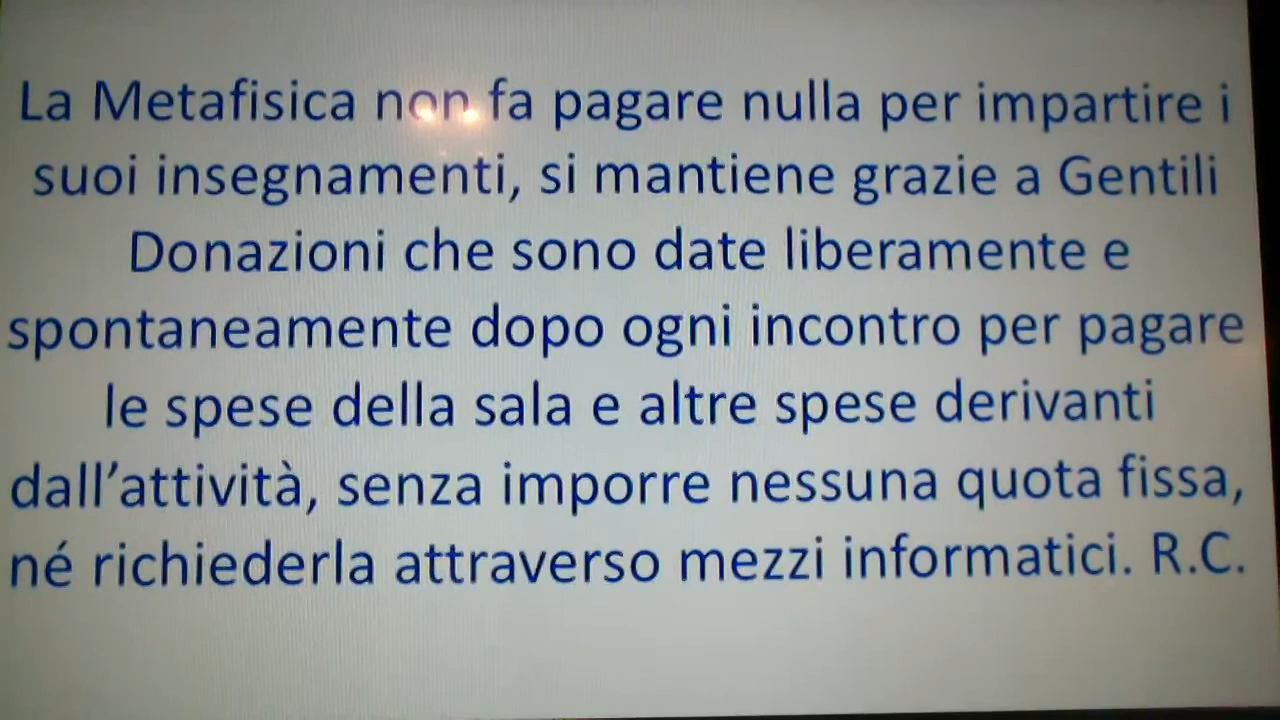 La Metafisica non fa pagare nulla per impartire i
suoi insegnamenti, si mantiene grazie a Gentili
Donazioni che sono date liberamente e
spontaneamente dopo ogni incontro per pagare
le spese della sala e altre spese derivanti
dall’attività, senza imporre nessuna quota fissa,
né richiederla attraverso mezzi informatici. R.C.